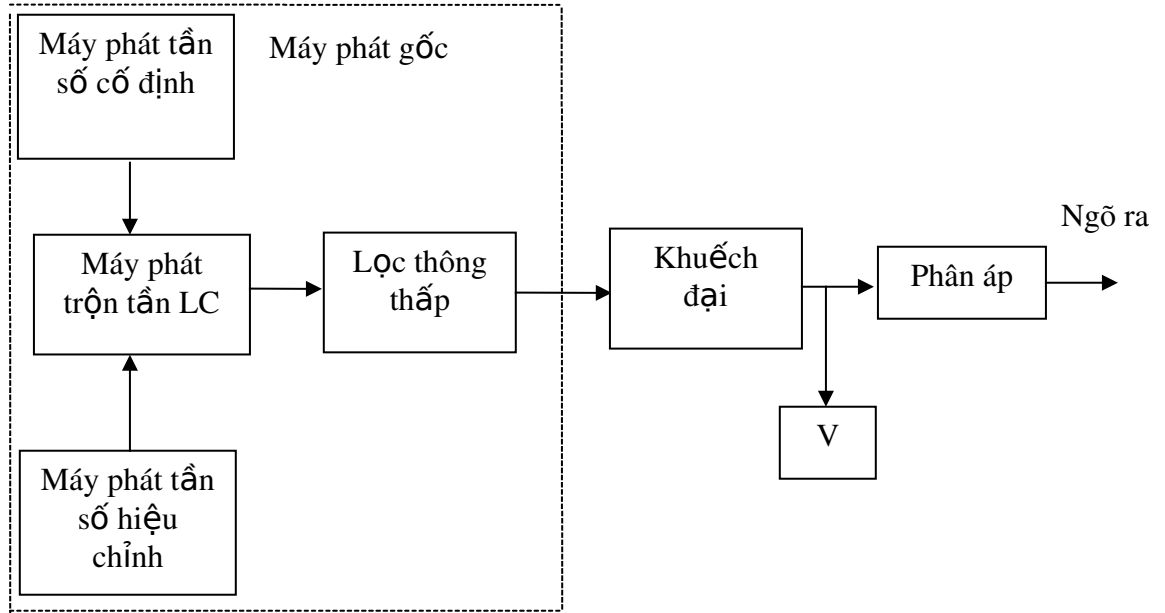 Máy phát tần
số cố định
Máy phát gốc
Máy phát
trộn tần LC
Lọc thông
thấp
Khuếch
đại
Phân áp
Ngõ ra
V
Máy phát tần
số hiệu
chỉnh